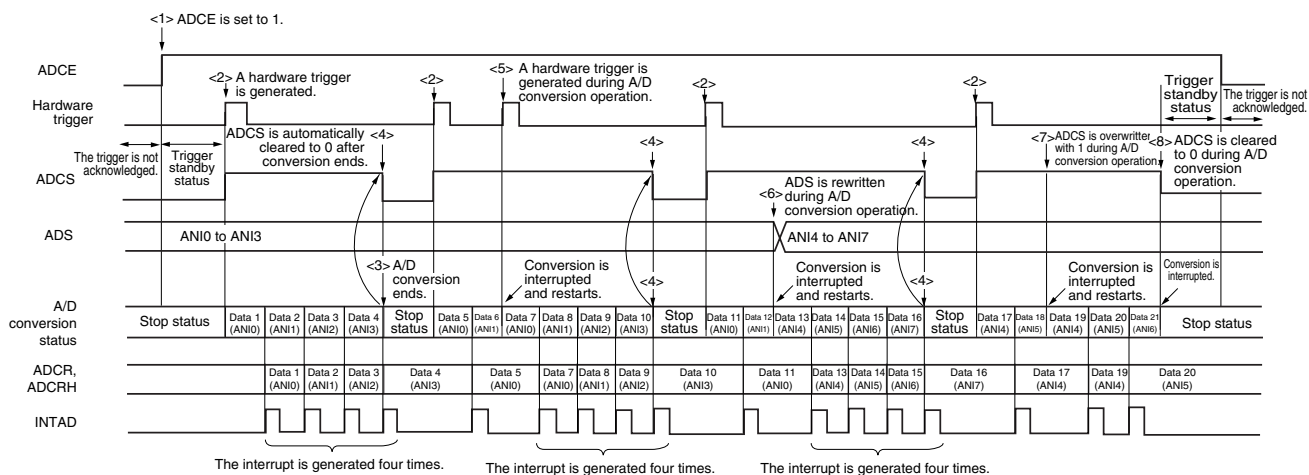 <1> ADCE is set to 1.
ADCE
<2> A hardware trigger
is generated.
<2>
<5> A hardware trigger is
generated during A/D
conversion operation.
<2>
<2>
Trigger
standby
status
The trigger is not
acknowledged.
Hardware
trigger
The trigger is not
acknowledged.
Trigger
standby
status
ADCS is automatically
cleared to 0 after
conversion ends.
<4>
<4>
<4>
<7> ADCS is overwritter
with 1 during A/D
conversion operation.
<8> ADCS is cleared
to 0 during A/D
conversion
operation.
ADCS
<6> ADS is rewritten
during A/D
conversion operation.
ADS
ANI0 to ANI3
ANI4 to ANI7
<3> A/D
conversion
ends.
Conversion is
interrupted
and restarts.
<4>
Conversion is
interrupted
and restarts.
<4>
Conversion is
interrupted
and restarts.
Conversion is
interrupted.
A/D
conversion
status
Stop status
Data 1
(ANI0)
Data 2
(ANI1)
Data 3
(ANI2)
Data 4
(ANI3)
Stop
status
Data 5
(ANI0)
Data 6
(ANI1)
Data 7
(ANI0)
Data 8
(ANI1)
Data 9
(ANI2)
Data 10
(ANI3)
Stop
status
Data 11
(ANI0)
Data 12
(ANI1)
Data 13
(ANI4)
Data 14
(ANI5)
Data 15
(ANI6)
Data 16
(ANI7)
Stop
status
Data 17
(ANI4)
Data 18
(ANI5)
Data 19
(ANI4)
Data 20
(ANI5)
Data 21
(ANI6)
Stop status
ADCR,
ADCRH
Data 1
(ANI0)
Data 2
(ANI1)
Data 3
(ANI2)
Data 4
(ANI3)
Data 5
(ANI0)
Data 7
(ANI0)
Data 8
(ANI1)
Data 9
(ANI2)
Data 10
(ANI3)
Data 11
(ANI0)
Data 13
(ANI4)
Data 14
(ANI5)
Data 15
(ANI6)
Data 16
(ANI7)
Data 17
(ANI4)
Data 19
(ANI4)
Data 20
(ANI5)
INTAD
The interrupt is generated four times.
The interrupt is generated four times.
The interrupt is generated four times.